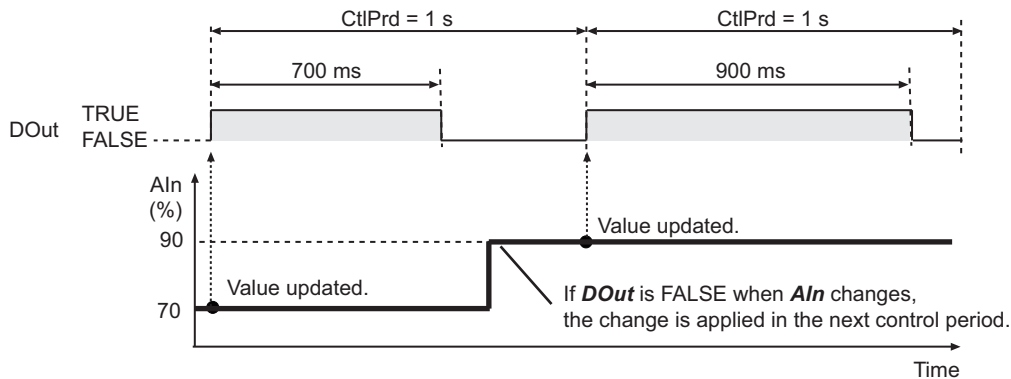 CtlPrd = 1 s
CtlPrd = 1 s
700 ms
900 ms
DOut
TRUE
FALSE
AIn
(%)
90
70
Value updated.
Value updated.
If DOut is FALSE when AIn changes,
the change is applied in the next control period.
Time